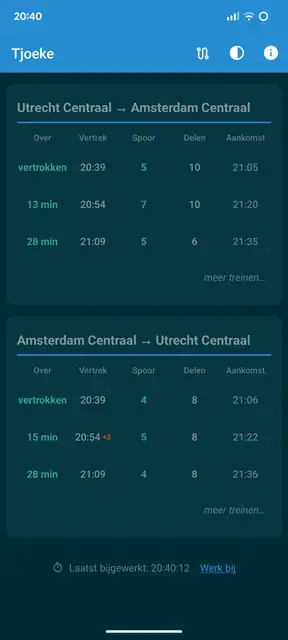 20:40
Tjoeke
Utrecht Centraal → Amsterdam Centraal
Over Vertrek Spoor Delen Aankomst
vertrokken 20:39 5 10 21:05
13 min 20:54 7 10 21:20
28 min 21:09 5 6 21:35
meer treinen...
Amsterdam Centraal → Utrecht Centraal
Over Vertrek Spoor Delen Aankomst
vertrokken 20:39 4 8 21:06
15 min 20:54 +2 5 8 21:22
28 min 21:09 4 8 21:36
meer treinen...
Laatst bijgewerkt: 20:40:12 Werk bij